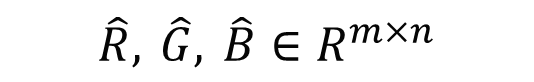 R̂, Ĝ, B̂ ∈ R^{m×n}